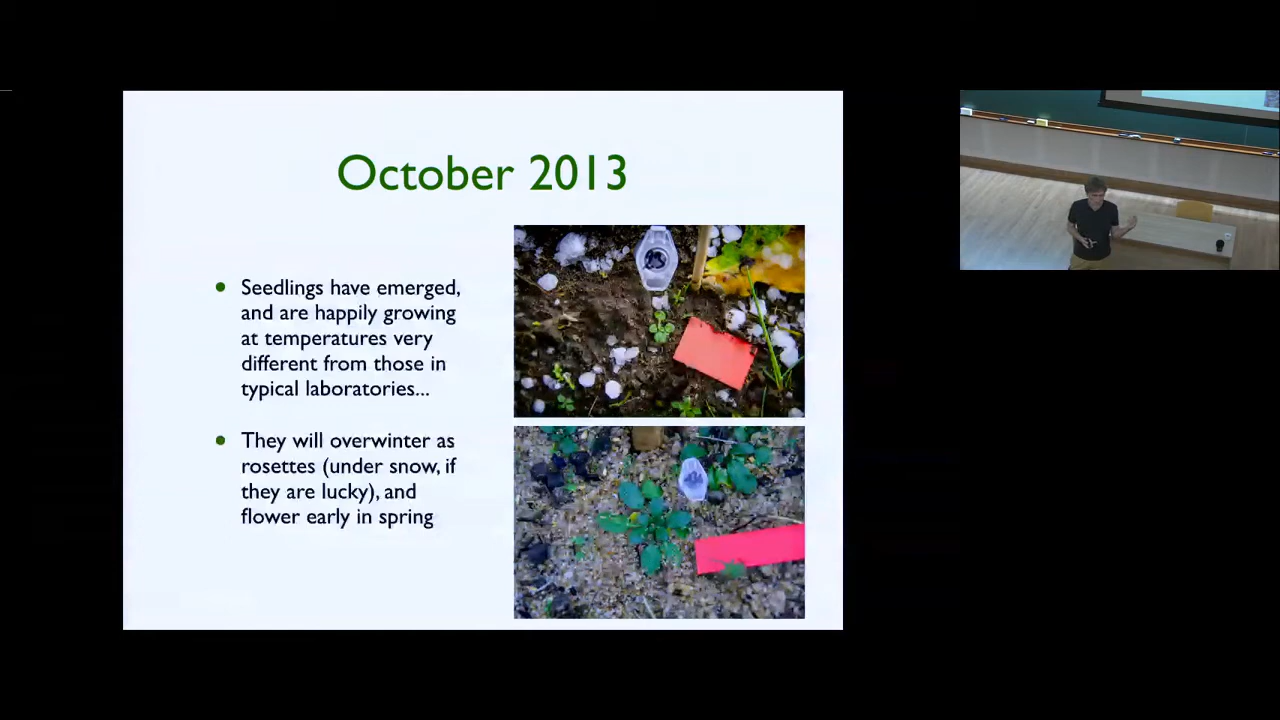 October 2013
Seedlings have emerged,
and are happily growing
at temperatures very
different from those in
typical laboratories...
They will overwinter as
rosettes (under snow, if
they are lucky), and
flower early in spring